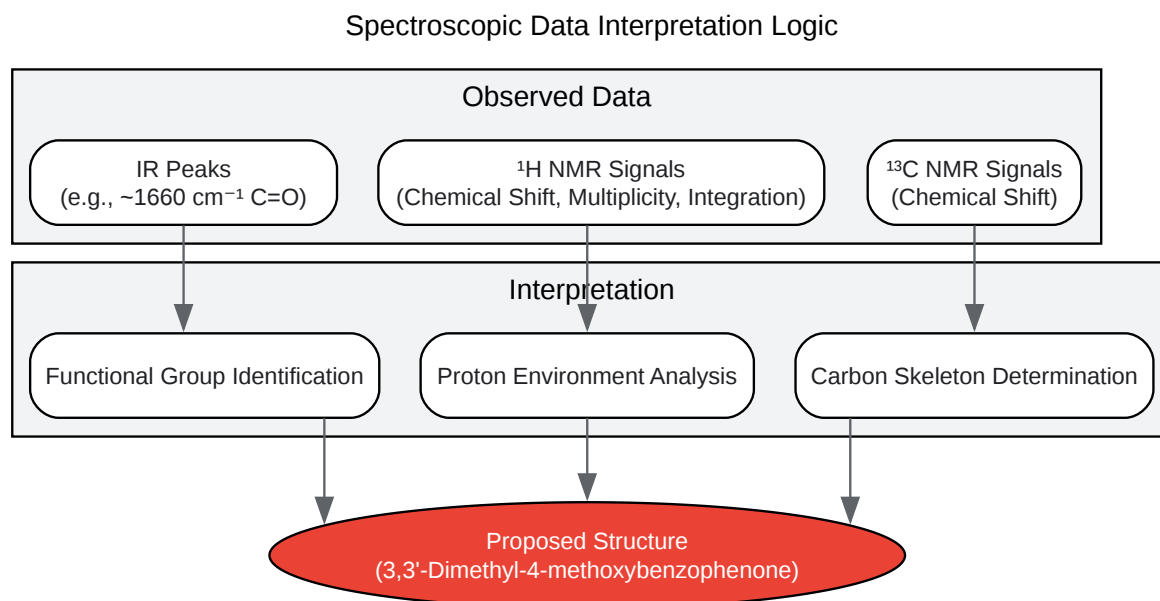 Spectroscopic Data Interpretation Logic
Observed Data
IR Peaks
(e.g., ~1660 cm⁻¹ C=O)
¹H NMR Signals
(Chemical Shift, Multiplicity, Integration)
¹³C NMR Signals
(Chemical Shift)
Interpretation
Functional Group Identification
Proton Environment Analysis
Carbon Skeleton Determination
Proposed Structure
(3,3'-Dimethyl-4-methoxybenzophenone)